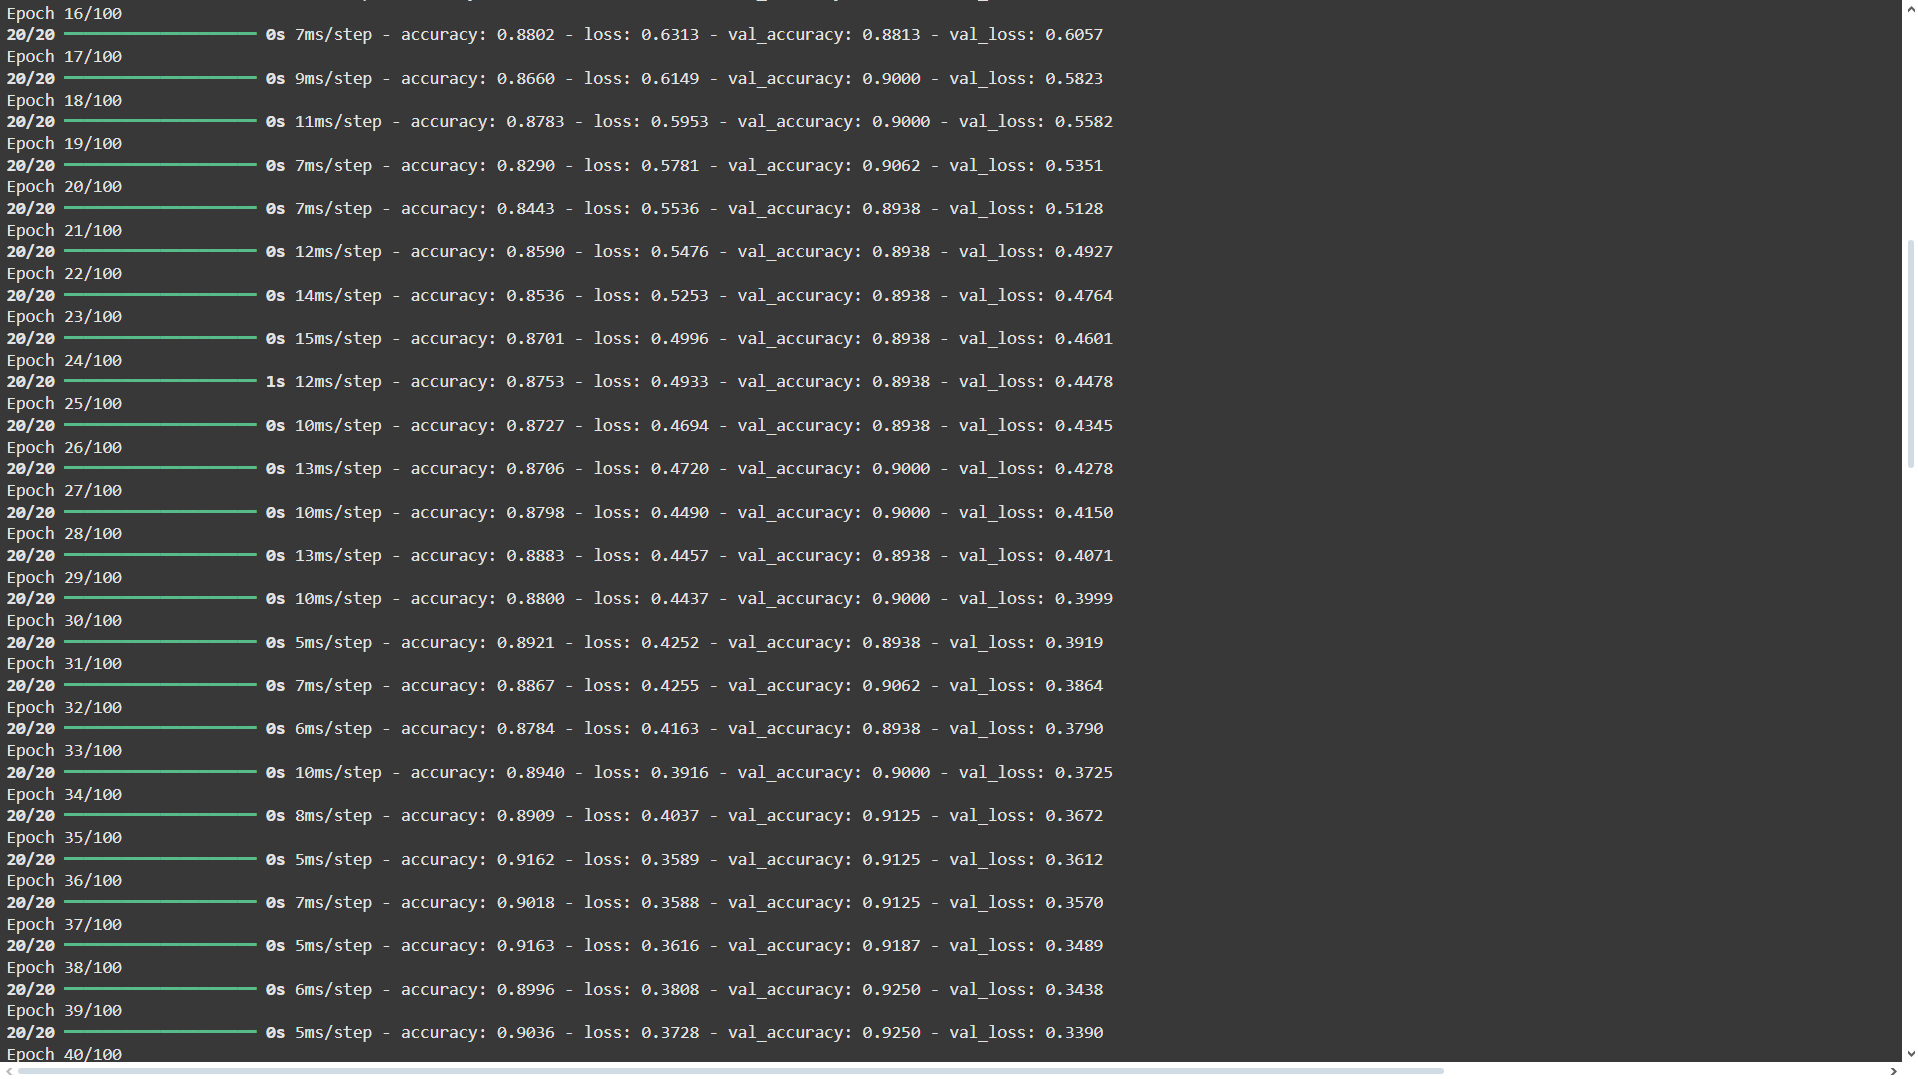 Epoch 16/100
20/20 ━━━━━━━━━━━━━━━━━━━━ 0s 7ms/step - accuracy: 0.8802 - loss: 0.6313 - val_accuracy: 0.8813 - val_loss: 0.6057
Epoch 17/100
20/20 ━━━━━━━━━━━━━━━━━━━━ 0s 9ms/step - accuracy: 0.8660 - loss: 0.6149 - val_accuracy: 0.9000 - val_loss: 0.5823
Epoch 18/100
20/20 ━━━━━━━━━━━━━━━━━━━━ 0s 11ms/step - accuracy: 0.8783 - loss: 0.5953 - val_accuracy: 0.9000 - val_loss: 0.5582
Epoch 19/100
20/20 ━━━━━━━━━━━━━━━━━━━━ 0s 7ms/step - accuracy: 0.8290 - loss: 0.5781 - val_accuracy: 0.9062 - val_loss: 0.5351
Epoch 20/100
20/20 ━━━━━━━━━━━━━━━━━━━━ 0s 7ms/step - accuracy: 0.8443 - loss: 0.5536 - val_accuracy: 0.8938 - val_loss: 0.5128
Epoch 21/100
20/20 ━━━━━━━━━━━━━━━━━━━━ 0s 12ms/step - accuracy: 0.8590 - loss: 0.5476 - val_accuracy: 0.8938 - val_loss: 0.4927
Epoch 22/100
20/20 ━━━━━━━━━━━━━━━━━━━━ 0s 14ms/step - accuracy: 0.8536 - loss: 0.5253 - val_accuracy: 0.8938 - val_loss: 0.4764
Epoch 23/100
20/20 ━━━━━━━━━━━━━━━━━━━━ 0s 15ms/step - accuracy: 0.8701 - loss: 0.4996 - val_accuracy: 0.8938 - val_loss: 0.4601
Epoch 24/100
20/20 ━━━━━━━━━━━━━━━━━━━━ 1s 12ms/step - accuracy: 0.8753 - loss: 0.4933 - val_accuracy: 0.8938 - val_loss: 0.4478
Epoch 25/100
20/20 ━━━━━━━━━━━━━━━━━━━━ 0s 10ms/step - accuracy: 0.8727 - loss: 0.4694 - val_accuracy: 0.8938 - val_loss: 0.4345
Epoch 26/100
20/20 ━━━━━━━━━━━━━━━━━━━━ 0s 13ms/step - accuracy: 0.8706 - loss: 0.4720 - val_accuracy: 0.9000 - val_loss: 0.4278
Epoch 27/100
20/20 ━━━━━━━━━━━━━━━━━━━━ 0s 10ms/step - accuracy: 0.8798 - loss: 0.4490 - val_accuracy: 0.9000 - val_loss: 0.4150
Epoch 28/100
20/20 ━━━━━━━━━━━━━━━━━━━━ 0s 13ms/step - accuracy: 0.8883 - loss: 0.4457 - val_accuracy: 0.8938 - val_loss: 0.4071
Epoch 29/100
20/20 ━━━━━━━━━━━━━━━━━━━━ 0s 10ms/step - accuracy: 0.8800 - loss: 0.4437 - val_accuracy: 0.9000 - val_loss: 0.3999
Epoch 30/100
20/20 ━━━━━━━━━━━━━━━━━━━━ 0s 5ms/step - accuracy: 0.8921 - loss: 0.4252 - val_accuracy: 0.8938 - val_loss: 0.3919
Epoch 31/100
20/20 ━━━━━━━━━━━━━━━━━━━━ 0s 7ms/step - accuracy: 0.8867 - loss: 0.4255 - val_accuracy: 0.9062 - val_loss: 0.3864
Epoch 32/100
20/20 ━━━━━━━━━━━━━━━━━━━━ 0s 6ms/step - accuracy: 0.8784 - loss: 0.4163 - val_accuracy: 0.8938 - val_loss: 0.3790
Epoch 33/100
20/20 ━━━━━━━━━━━━━━━━━━━━ 0s 10ms/step - accuracy: 0.8940 - loss: 0.3916 - val_accuracy: 0.9000 - val_loss: 0.3725
Epoch 34/100
20/20 ━━━━━━━━━━━━━━━━━━━━ 0s 8ms/step - accuracy: 0.8909 - loss: 0.4037 - val_accuracy: 0.9125 - val_loss: 0.3672
Epoch 35/100
20/20 ━━━━━━━━━━━━━━━━━━━━ 0s 5ms/step - accuracy: 0.9162 - loss: 0.3589 - val_accuracy: 0.9125 - val_loss: 0.3612
Epoch 36/100
20/20 ━━━━━━━━━━━━━━━━━━━━ 0s 7ms/step - accuracy: 0.9018 - loss: 0.3588 - val_accuracy: 0.9125 - val_loss: 0.3570
Epoch 37/100
20/20 ━━━━━━━━━━━━━━━━━━━━ 0s 5ms/step - accuracy: 0.9163 - loss: 0.3616 - val_accuracy: 0.9187 - val_loss: 0.3489
Epoch 38/100
20/20 ━━━━━━━━━━━━━━━━━━━━ 0s 6ms/step - accuracy: 0.8996 - loss: 0.3808 - val_accuracy: 0.9250 - val_loss: 0.3438
Epoch 39/100
20/20 ━━━━━━━━━━━━━━━━━━━━ 0s 5ms/step - accuracy: 0.9036 - loss: 0.3728 - val_accuracy: 0.9250 - val_loss: 0.3390
Epoch 40/100